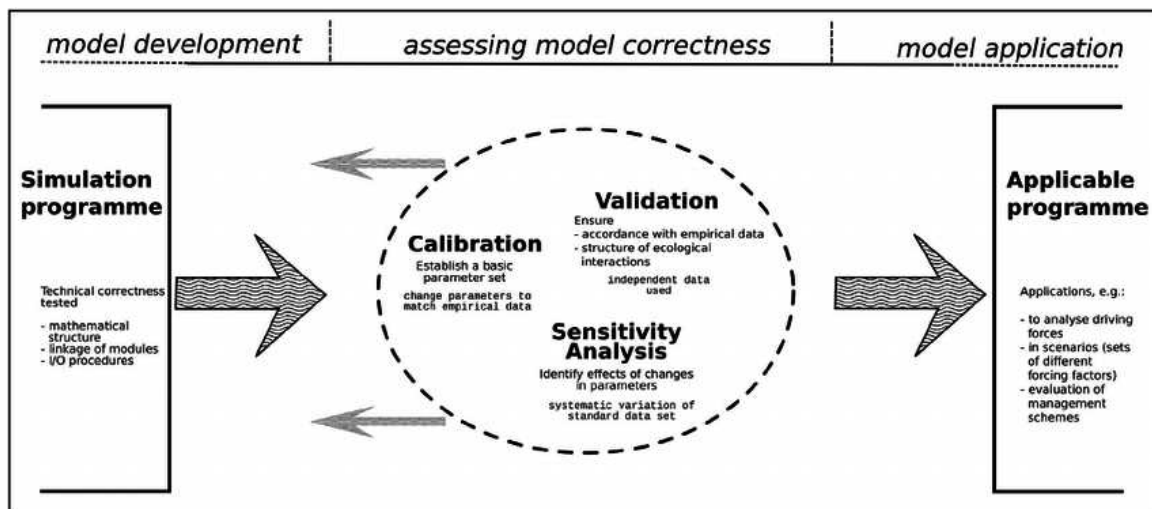 model development
assessing model correctness
model application
Simulation
programme
Technical correctness
tested
- mathematical
structure
- linkage of modules
- I/O procedures
Calibration
Establish a basic
parameter set
change parameters to
match empirical data
Validation
Ensure
- accordance with empirical data
- structure of ecological
interactions
independent data
used
Sensitivity
Analysis
Identify effects of changes
in parameters
systematic variation of
standard data set
Applicable
programme
Applications, e.g.:
- to analyse driving
forces
- in scenarios (sets
of different
forcing factors)
- evaluation of
management
schemes